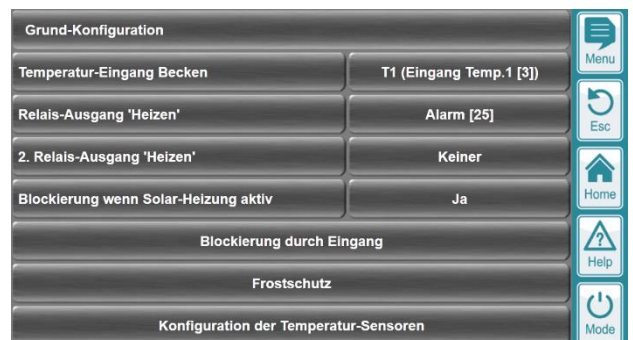 Grund-Konfiguration
Menu
Temperatur-Eingang Becken T1 (Eingang Temp.1 [3])
Relais-Ausgang 'Heizen' Alarm [25]
Esc
2. Relais-Ausgang 'Heizen' Keiner
Blockierung wenn Solar-Heizung aktiv Ja
Home
Blockierung durch Eingang
?
Help
Frostschutz
Konfiguration der Temperatur-Sensoren
Mode